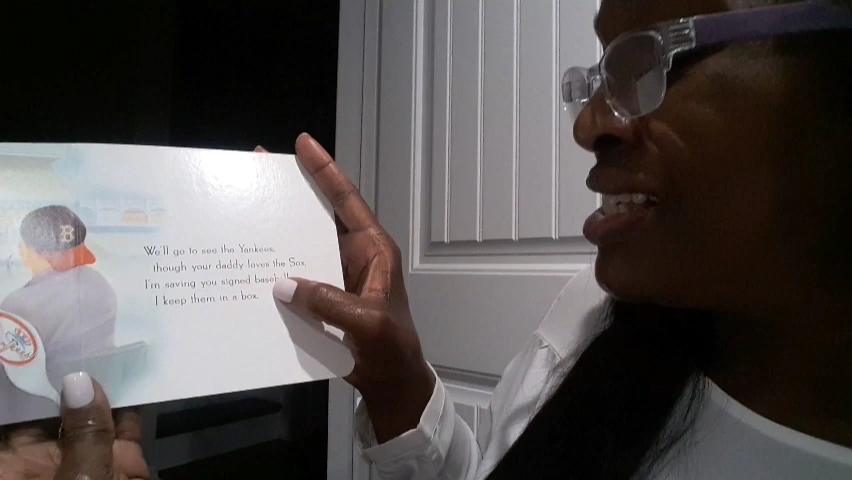 We'll go to see the Yankees,
though your daddy loves the Sox.
I'm saving you signed baseballs
I keep them in a box.
B